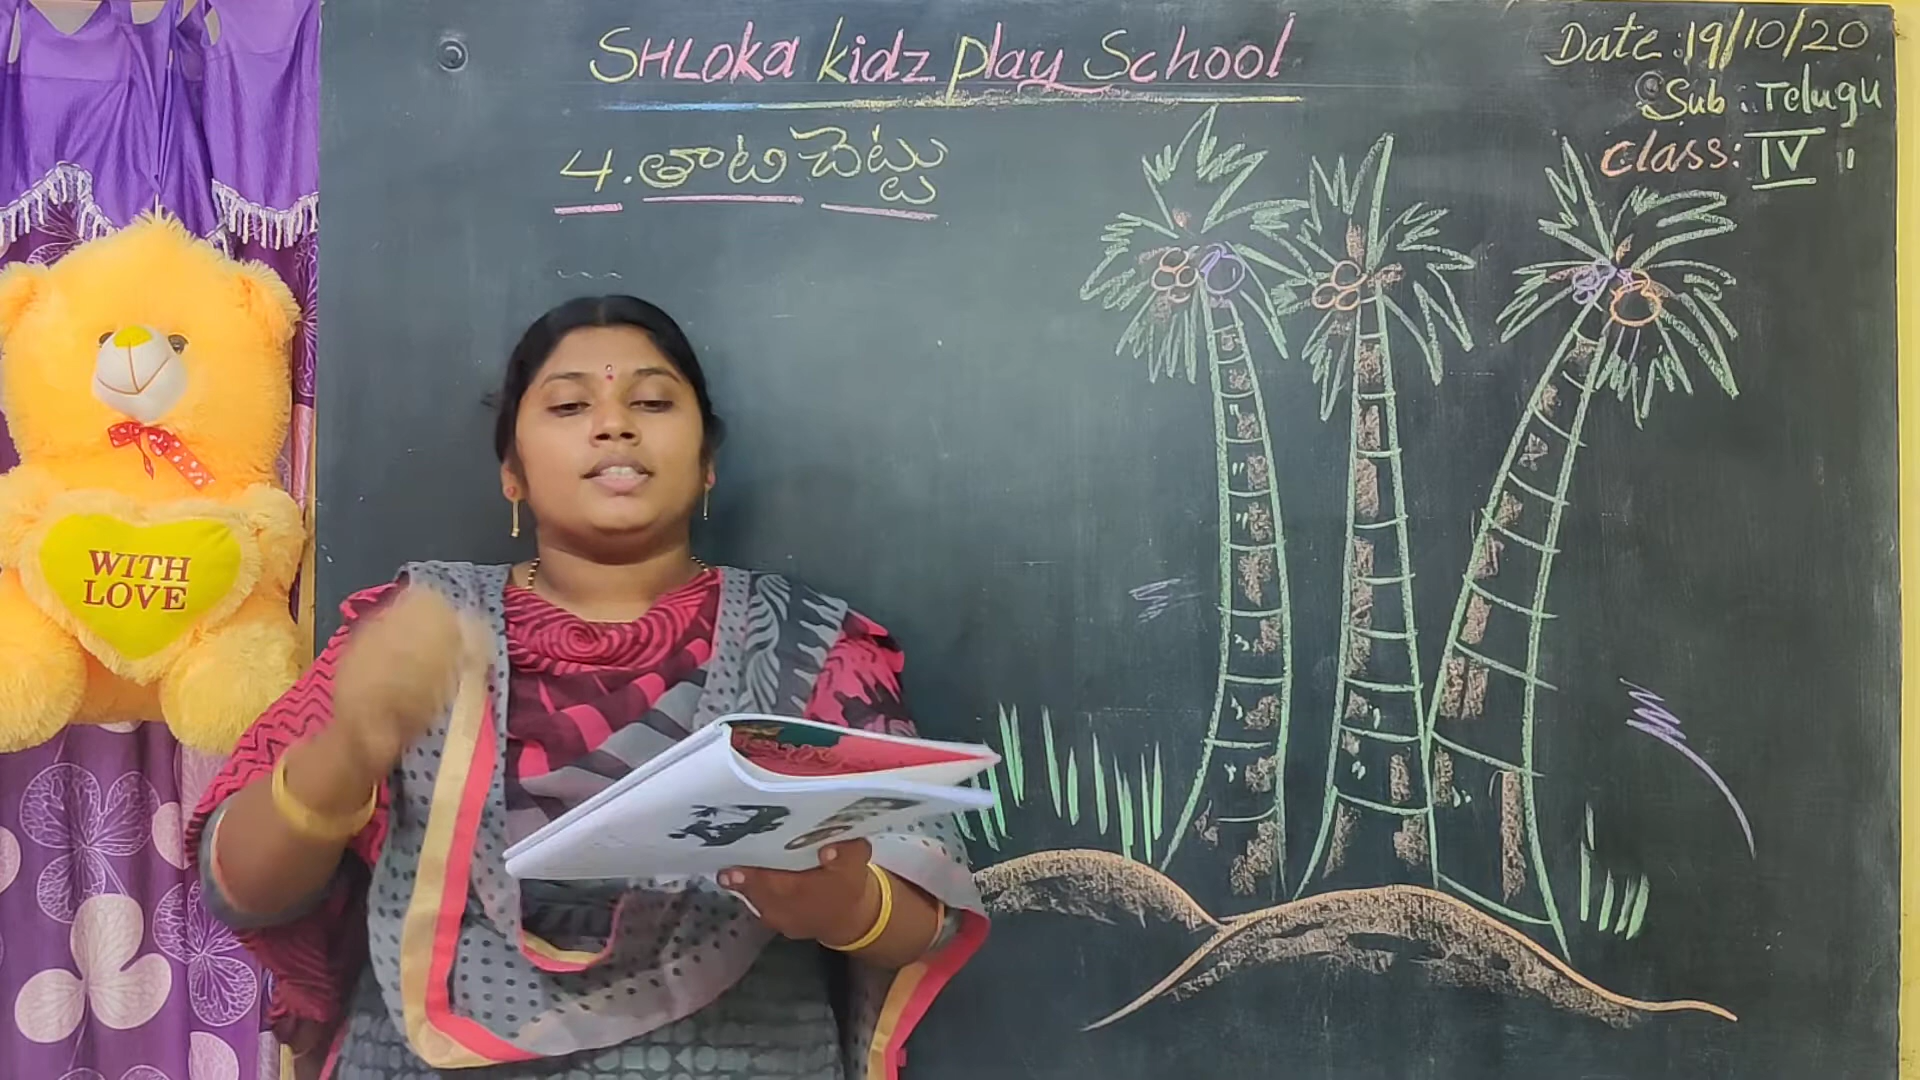 SHLOKA kidz play School
Date :19/10/20
Sub : Telugu
Class: IV
4. తాటి చెట్టు
WITH
LOVE